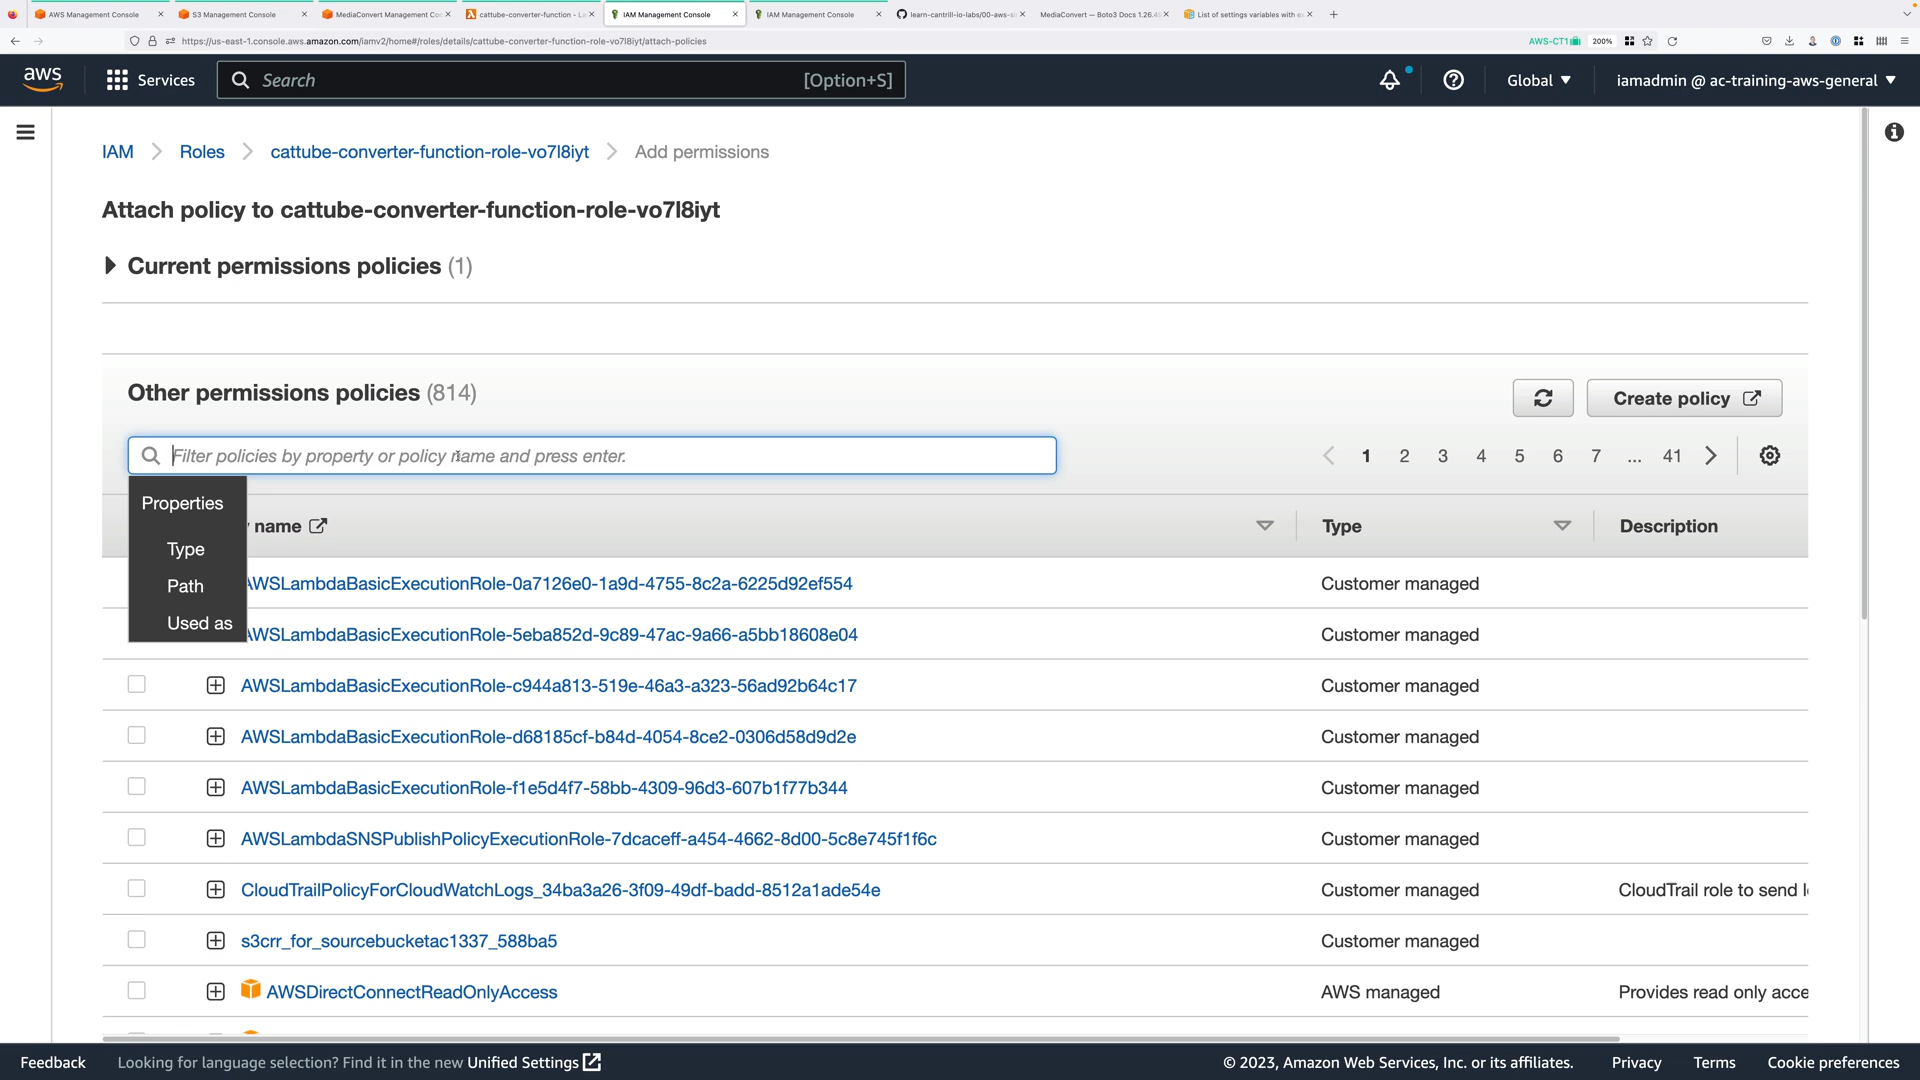 AWS Management Console
S3 Management Console
MediaConvert Management Con
cattube-converter-function - La
IAM Management Console
IAM Management Console
learn-cantrill-io-labs/00-aws-si
MediaConvert — Boto3 Docs 1.26.4
List of settings variables with ex
https://us-east-1.console.aws.amazon.com/iamv2/home#/roles/details/cattube-converter-function-role-vo7l8iyt/attach-policies
AWS-CT1
200%
aws
Services
Search
[Option+S]
Global
iamadmin @ ac-training-aws-general
IAM
Roles
cattube-converter-function-role-vo7l8iyt
Add permissions
Attach policy to cattube-converter-function-role-vo7l8iyt
Current permissions policies (1)
Other permissions policies (814)
Create policy
Filter policies by property or policy name and press enter.
1 2 3 4 5 6 7 ... 41
Properties
Type
Path
Used as
name
Type
Description
AWSLambdaBasicExecutionRole-0a7126e0-1a9d-4755-8c2a-6225d92ef554
Customer managed
AWSLambdaBasicExecutionRole-5eba852d-9c89-47ac-9a66-a5bb18608e04
Customer managed
AWSLambdaBasicExecutionRole-c944a813-519e-46a3-a323-56ad92b64c17
Customer managed
AWSLambdaBasicExecutionRole-d68185cf-b84d-4054-8ce2-0306d58d9d2e
Customer managed
AWSLambdaBasicExecutionRole-f1e5d4f7-58bb-4309-96d3-607b1f77b344
Customer managed
AWSLambdaSNSPublishPolicyExecutionRole-7dcaceff-a454-4662-8d00-5c8e745f1f6c
Customer managed
CloudTrailPolicyForCloudWatchLogs_34ba3a26-3f09-49df-badd-8512a1ade54e
Customer managed
CloudTrail role to send l
s3crr_for_sourcebucketac1337_588ba5
Customer managed
AWSDirectConnectReadOnlyAccess
AWS managed
Provides read only acce
Feedback
Looking for language selection? Find it in the new Unified Settings
© 2023, Amazon Web Services, Inc. or its affiliates.
Privacy
Terms
Cookie preferences